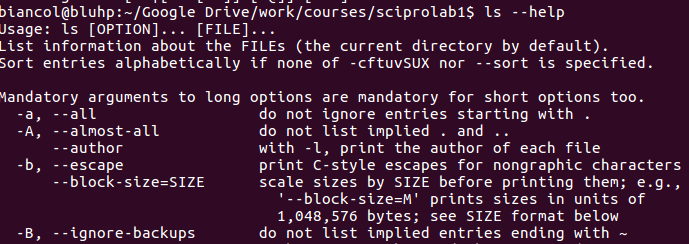 biancol@bluhp:~/Google Drive/work/courses/sciprolab1$ ls --help
Usage: ls [OPTION]... [FILE]...
List information about the FILEs (the current directory by default).
Sort entries alphabetically if none of -cftuvSUX nor --sort is specified.

Mandatory arguments to long options are mandatory for short options too.
  -a, --all                  do not ignore entries starting with .
  -A, --almost-all           do not list implied . and ..
      --author               with -l, print the author of each file
  -b, --escape               print C-style escapes for nongraphic characters
      --block-size=SIZE      scale sizes by SIZE before printing them; e.g.,
                               '--block-size=M' prints sizes in units of
                               1,048,576 bytes; see SIZE format below
  -B, --ignore-backups       do not list implied entries ending with ~